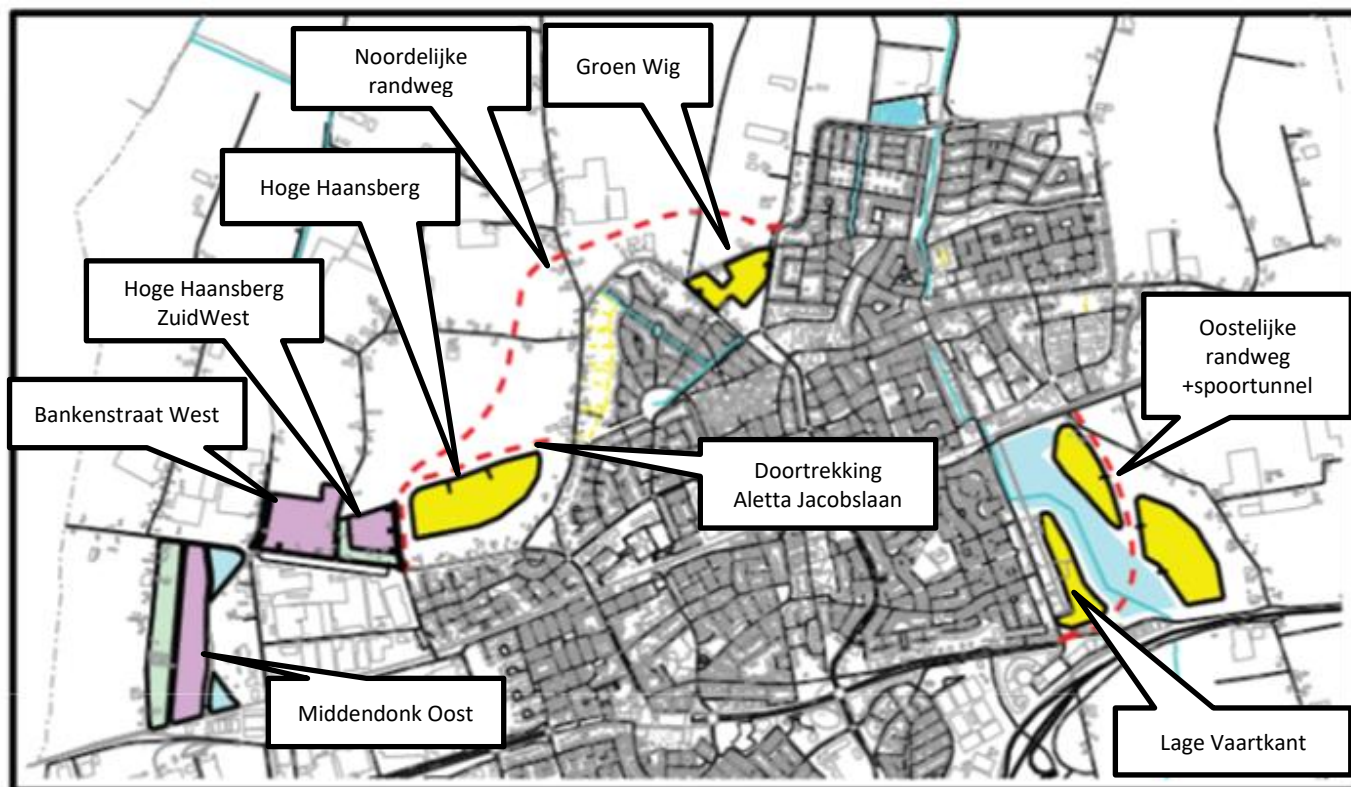 Noordelijke
randweg
Groen Wig
Hoge Haansberg
Hoge Haansberg
ZuidWest
Bankenstraat West
Oostelijke
randweg
+spoortunnel
Doortrekking
Aletta Jacobslaan
Middendonk Oost
Lage Vaartkant